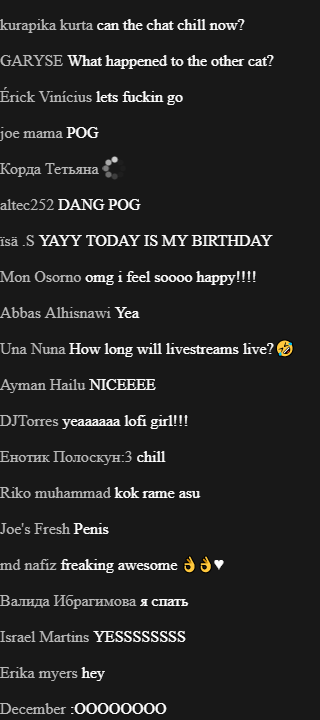 kurapika kurta can the chat chill now?
GARYSE What happened to the other cat?
Érick Vinícius lets fuckin go
joe mama POG
Корда Тетьяна
altec252 DANG POG
ïsä .S YAYY TODAY IS MY BIRTHDAY
Mon Osorno omg i feel soooo happy!!!!
Abbas Alhisnawi Yea
Una Nuna How long will livestreams live? 🤣
Ayman Hailu NICEEEE
DJTorres yeaaaaaa lofi girl!!!
Енотик Полоскун:3 chill
Riko muhammad kok rame asu
Joe's Fresh Penis
md nafiz freaking awesome 👌👌♥
Валида Ибрагимова я спать
Israel Martins YESSSSSSSS
Erika myers hey
December :OOOOOOOO